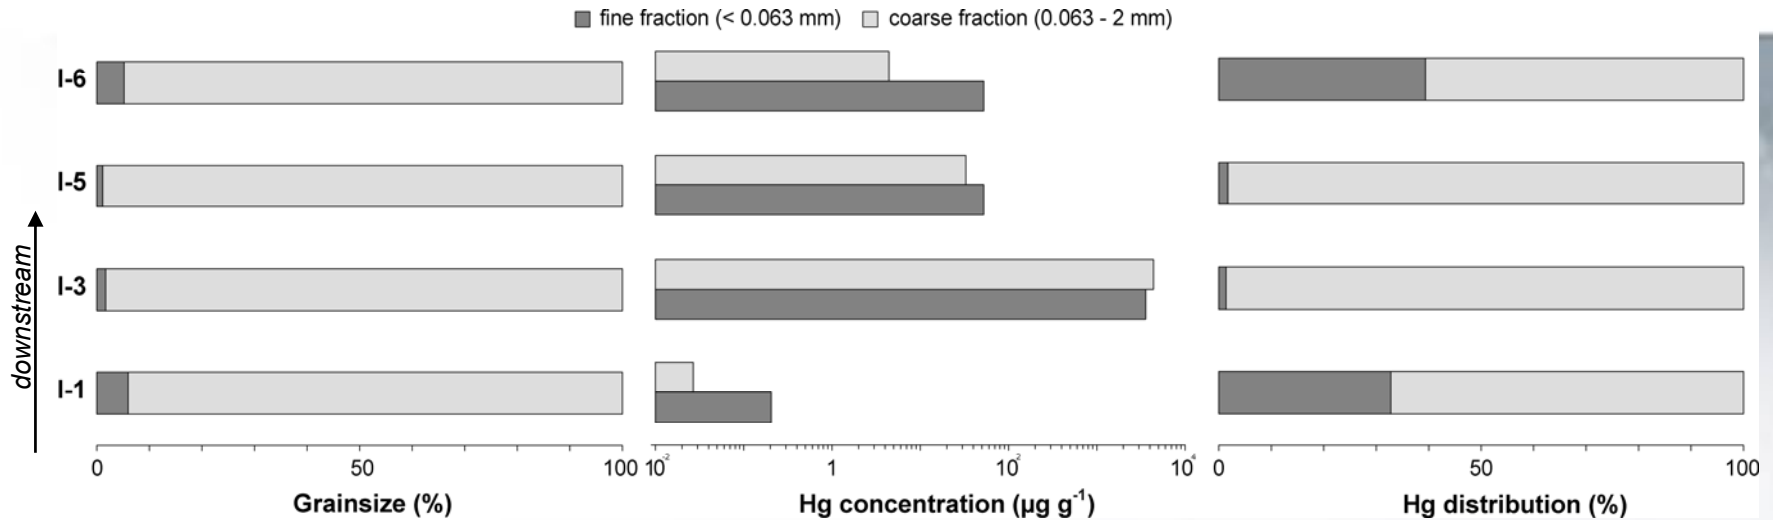 fine fraction (< 0.063 mm) coarse fraction (0.063 - 2 mm)
I-6
I-5
I-3
I-1
downstream
0 50 100
Grainsize (%)
10⁻² 1 10² 10⁴
Hg concentration (µg g⁻¹)
0 50 100
Hg distribution (%)